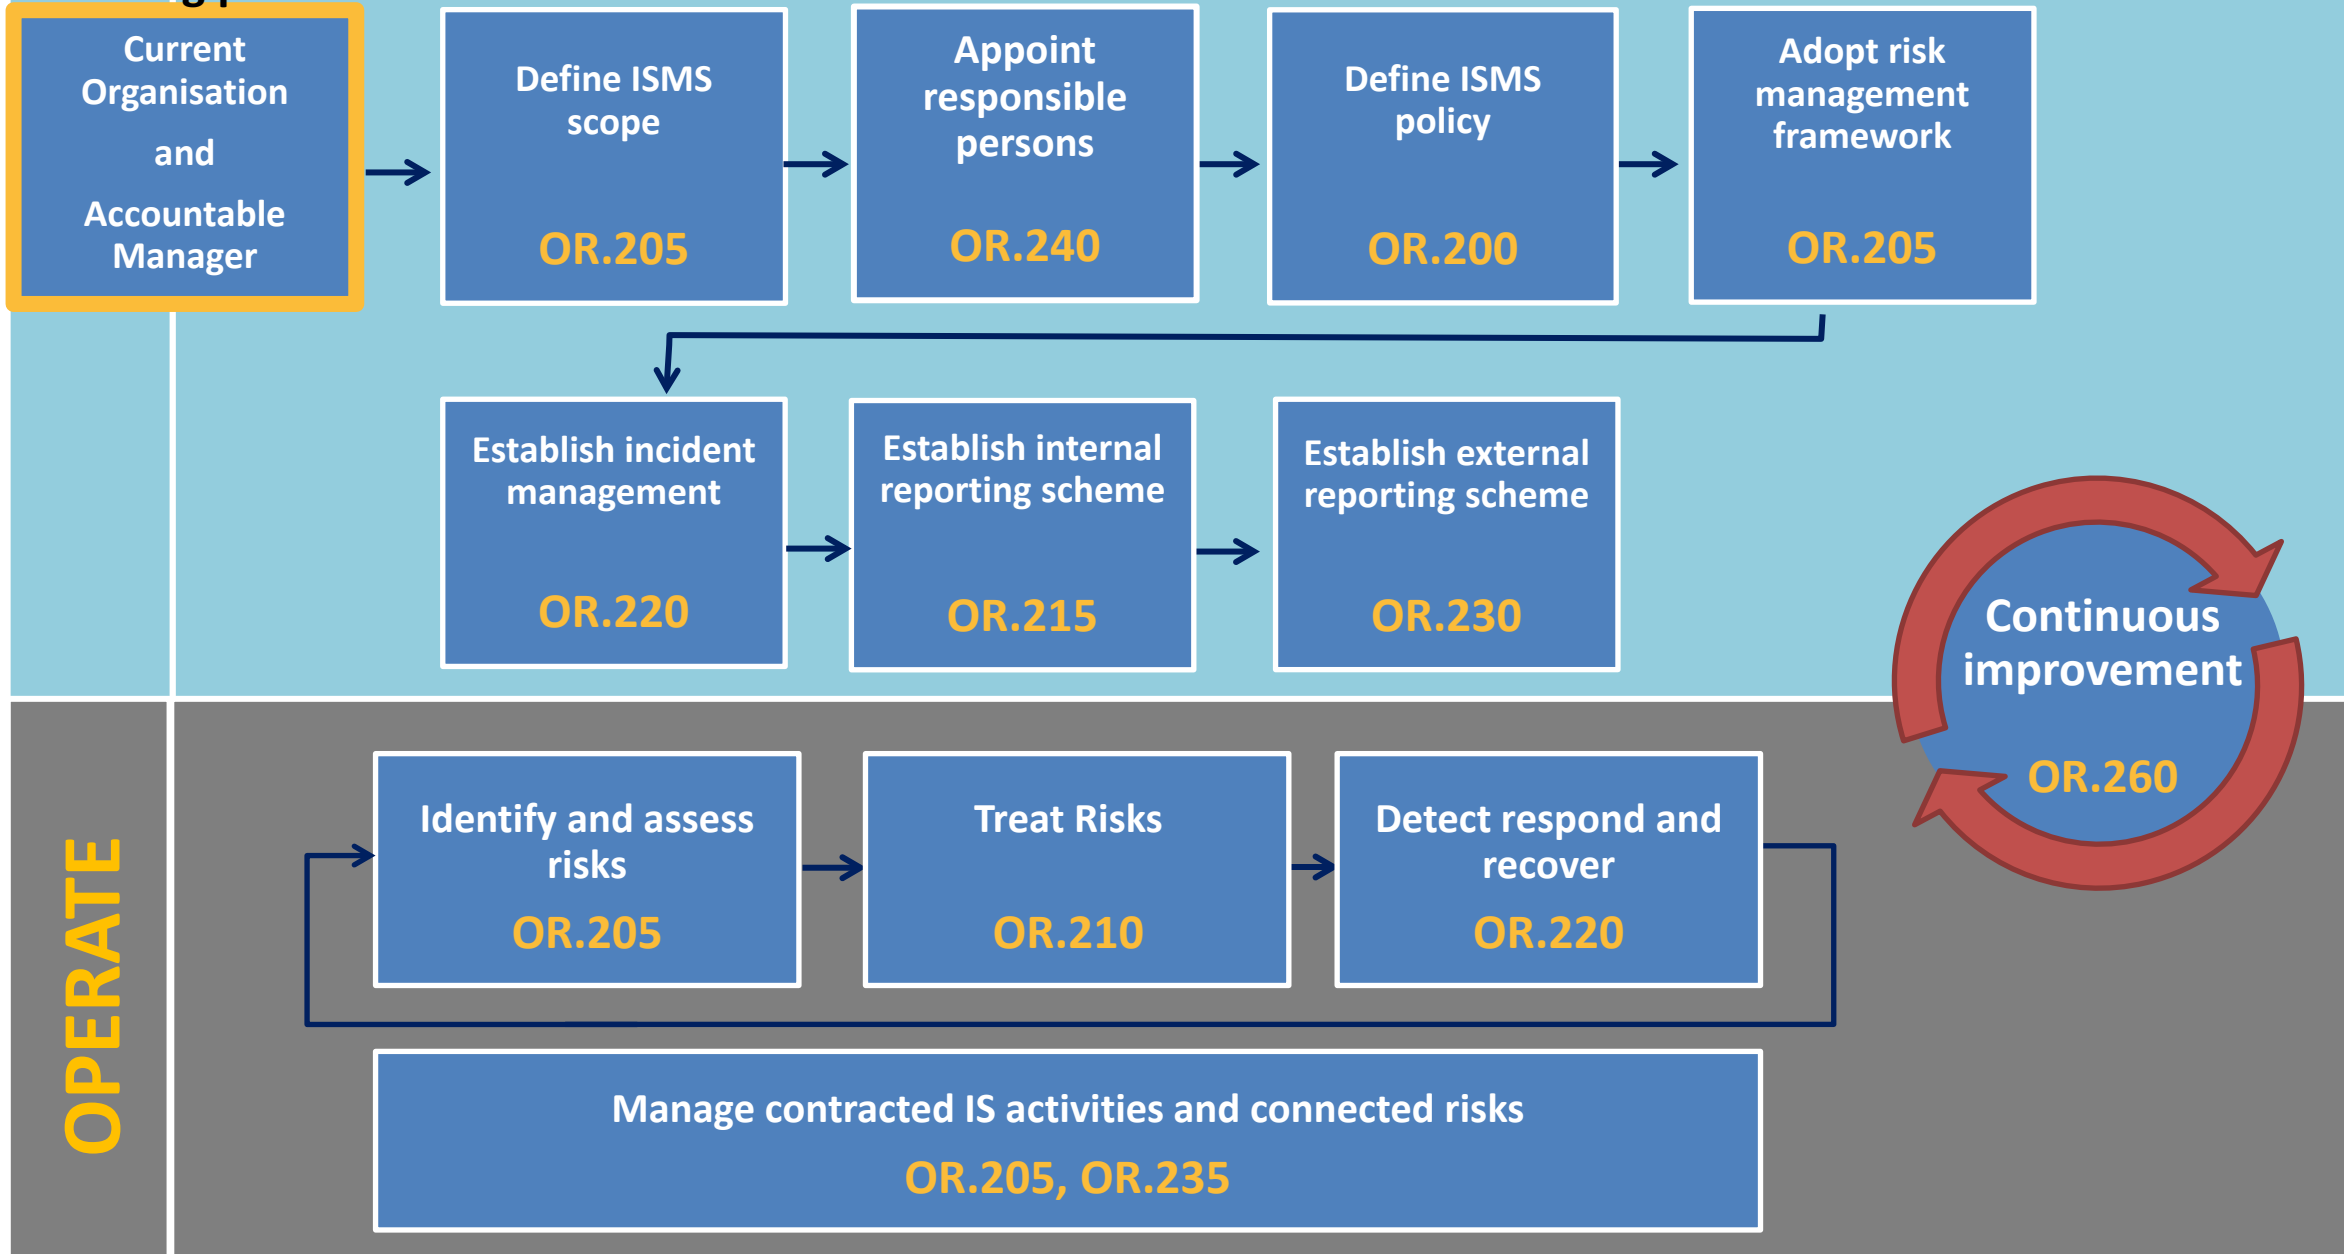 Current
Organisation
and
Accountable
Manager
Define ISMS
scope
OR.205
Appoint
responsible
persons
OR.240
Define ISMS
policy
OR.200
Adopt risk
management
framework
OR.205
Establish incident
management
OR.220
Establish internal
reporting scheme
OR.215
Establish external
reporting scheme
OR.230
Continuous
improvement
OR.260
OPERATE
Identify and assess
risks
OR.205
Treat Risks
OR.210
Detect respond and
recover
OR.220
Manage contracted IS activities and connected risks
OR.205, OR.235